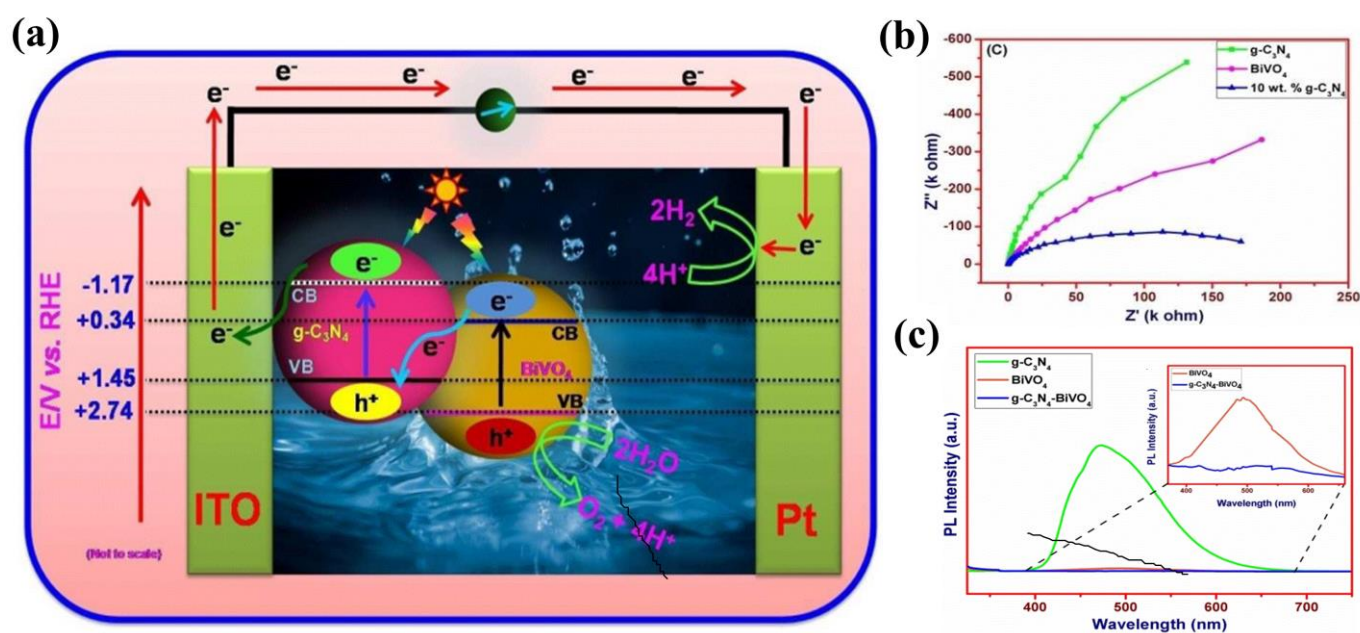 (a)
e⁻ e⁻ e⁻ e⁻
e⁻ e⁻
e⁻ e⁻
E/V vs. RHE
-1.17
+0.34
+1.45
+2.74
(Not to scale)
ITO
Pt
e⁻
CB
g-C₃N₄
VB
h⁺
e⁻
e⁻
e⁻
CB
BiVO₄
VB
h⁺
2H₂
4H⁺
2H₂O
O₂ + 4H⁺
(b)
(C)
g-C₃N₄
BiVO₄
10 wt. % g-C₃N₄
Z'' (k ohm)
-600
-500
-400
-300
-200
-100
0
0 50 100 150 200 250
Z' (k ohm)
(c)
g-C₃N₄
BiVO₄
g-C₃N₄-BiVO₄
PL Intensity (a.u.)
400 500 600 700
Wavelength (nm)
BiVO₄
g-C₃N₄-BiVO₄
PL Intensity (a.u.)
400 500 600
Wavelength (nm)